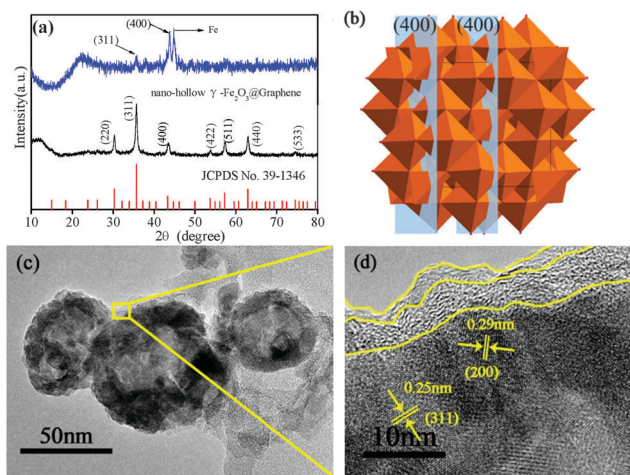 (a)
(400)
Fe
(311)
nano-hollow γ-Fe₂O₃@Graphene
(311)
(220)
(400)
(422)
(511)
(440)
(533)
JCPDS No. 39-1346
Intensity(a.u.)
10 20 30 40 50 60 70 80
2θ (degree)
(b)
(400) (400)
(c)
50nm
(d)
0.29nm
(200)
0.25nm
(311)
10nm